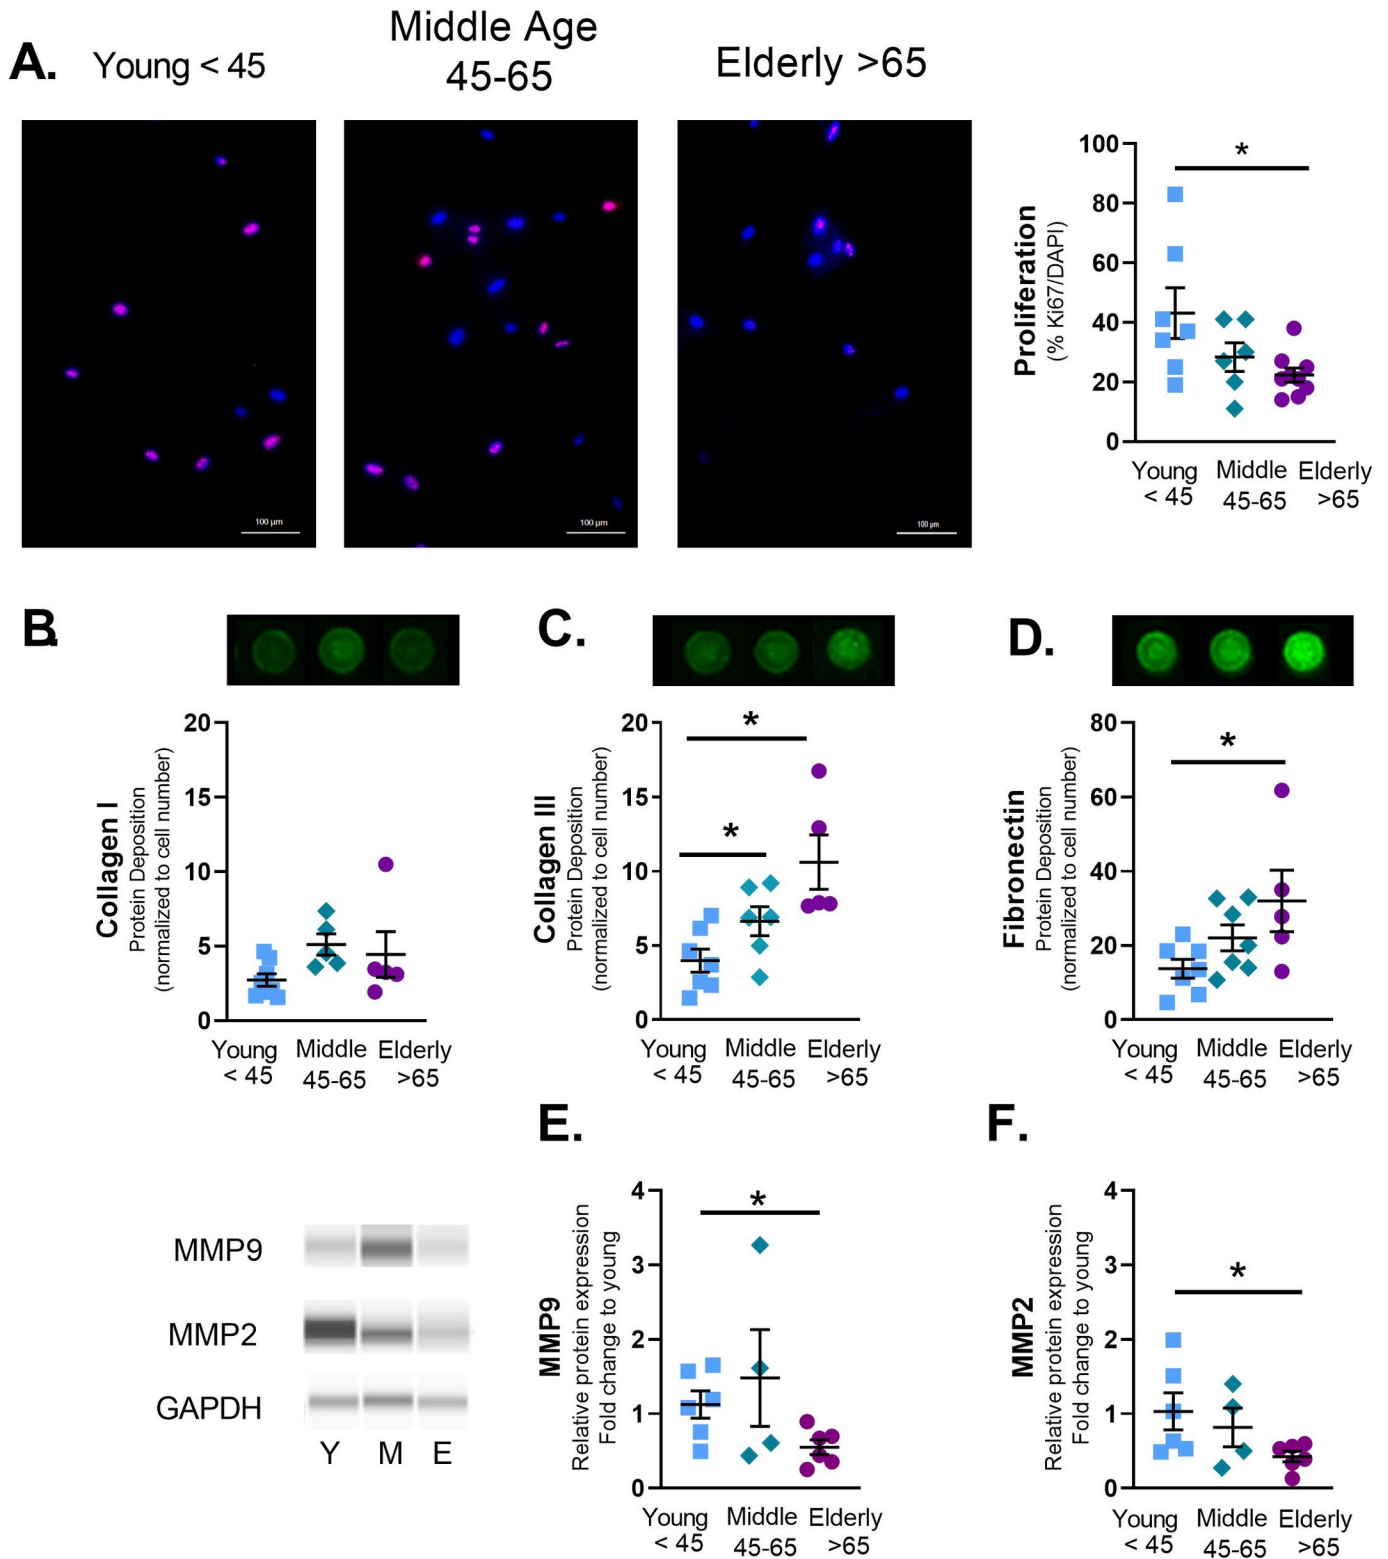 A.
Young < 45
Middle Age
45-65
Elderly >65
100 µm
100 µm
100 µm
Proliferation
(% Ki67/DAPI)
100
80
60
40
20
0
*
Young
< 45
Middle
45-65
Elderly
>65
B.
Collagen I
Protein Deposition
(normalized to cell number)
20
15
10
5
0
Young
< 45
Middle
45-65
Elderly
>65
C.
Collagen III
Protein Deposition
(normalized to cell number)
20
15
10
5
0
*
*
Young
< 45
Middle
45-65
Elderly
>65
D.
Fibronectin
Protein Deposition
(normalized to cell number)
80
60
40
20
0
*
Young
< 45
Middle
45-65
Elderly
>65
MMP9
MMP2
GAPDH
Y M E
E.
MMP9
Relative protein expression
Fold change to young
4
3
2
1
0
*
Young
< 45
Middle
45-65
Elderly
>65
F.
MMP2
Relative protein expression
Fold change to young
4
3
2
1
0
*
Young
< 45
Middle
45-65
Elderly
>65